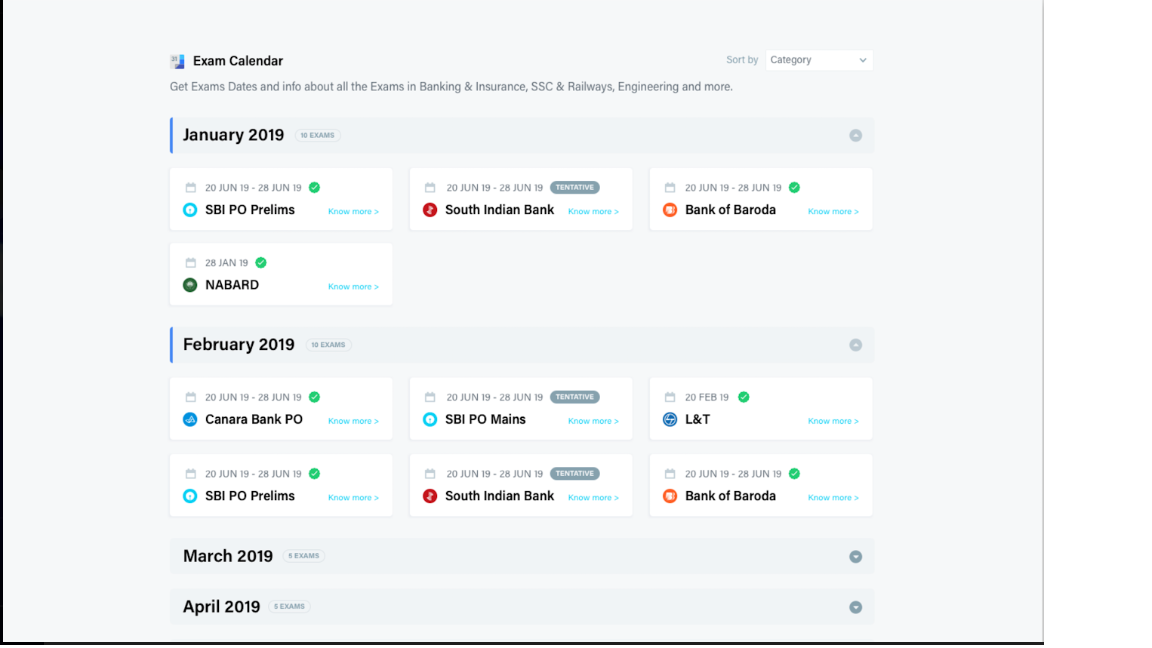 Exam Calendar
Sort by Category
Get Exams Dates and info about all the Exams in Banking & Insurance, SSC & Railways, Engineering and more.
January 2019 10 EXAMS
20 JUN 19 - 28 JUN 19
SBI PO Prelims Know more >
20 JUN 19 - 28 JUN 19 TENTATIVE
South Indian Bank Know more >
20 JUN 19 - 28 JUN 19
Bank of Baroda Know more >
28 JAN 19
NABARD Know more >
February 2019 10 EXAMS
20 JUN 19 - 28 JUN 19
Canara Bank PO Know more >
20 JUN 19 - 28 JUN 19 TENTATIVE
SBI PO Mains Know more >
20 FEB 19
L&T Know more >
20 JUN 19 - 28 JUN 19
SBI PO Prelims Know more >
20 JUN 19 - 28 JUN 19 TENTATIVE
South Indian Bank Know more >
20 JUN 19 - 28 JUN 19
Bank of Baroda Know more >
March 2019 5 EXAMS
April 2019 5 EXAMS